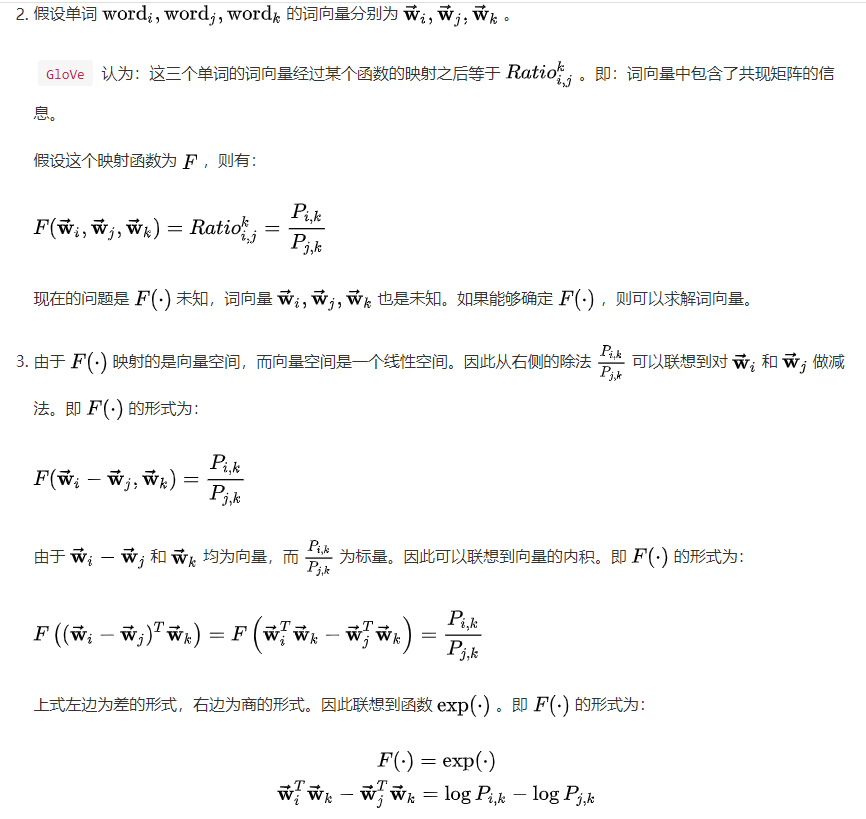 2. 假设单词 $\text{word}_i, \text{word}_j, \text{word}_k$ 的词向量分别为 $\vec{\mathbf{w}}_i, \vec{\mathbf{w}}_j, \vec{\mathbf{w}}_k$ 。
GloVe 认为：这三个单词的词向量经过某个函数的映射之后等于 $Ratio_{i,j}^k$ 。即：词向量中包含了共现矩阵的信
息。
假设这个映射函数为 $F$ ，则有：
$F(\vec{\mathbf{w}}_i, \vec{\mathbf{w}}_j, \vec{\mathbf{w}}_k) = Ratio_{i,j}^k = \frac{P_{i,k}}{P_{j,k}}$
现在的问题是 $F(\cdot)$ 未知，词向量 $\vec{\mathbf{w}}_i, \vec{\mathbf{w}}_j, \vec{\mathbf{w}}_k$ 也是未知。如果能够确定 $F(\cdot)$ ，则可以求解词向量。
3. 由于 $F(\cdot)$ 映射的是向量空间，而向量空间是一个线性空间。因此从右侧的除法 $\frac{P_{i,k}}{P_{j,k}}$ 可以联想到对 $\vec{\mathbf{w}}_i$ 和 $\vec{\mathbf{w}}_j$ 做减
法。即 $F(\cdot)$ 的形式为：
$F(\vec{\mathbf{w}}_i - \vec{\mathbf{w}}_j, \vec{\mathbf{w}}_k) = \frac{P_{i,k}}{P_{j,k}}$
由于 $\vec{\mathbf{w}}_i - \vec{\mathbf{w}}_j$ 和 $\vec{\mathbf{w}}_k$ 均为向量，而 $\frac{P_{i,k}}{P_{j,k}}$ 为标量。因此可以联想到向量的内积。即 $F(\cdot)$ 的形式为：
$F\left((\vec{\mathbf{w}}_i - \vec{\mathbf{w}}_j)^T \vec{\mathbf{w}}_k\right) = F\left(\vec{\mathbf{w}}_i^T \vec{\mathbf{w}}_k - \vec{\mathbf{w}}_j^T \vec{\mathbf{w}}_k\right) = \frac{P_{i,k}}{P_{j,k}}$
上式左边为差的形式，右边为商的形式。因此联想到函数 $\exp(\cdot)$ 。即 $F(\cdot)$ 的形式为：
$F(\cdot) = \exp(\cdot)$
$\vec{\mathbf{w}}_i^T \vec{\mathbf{w}}_k - \vec{\mathbf{w}}_j^T \vec{\mathbf{w}}_k = \log P_{i,k} - \log P_{j,k}$